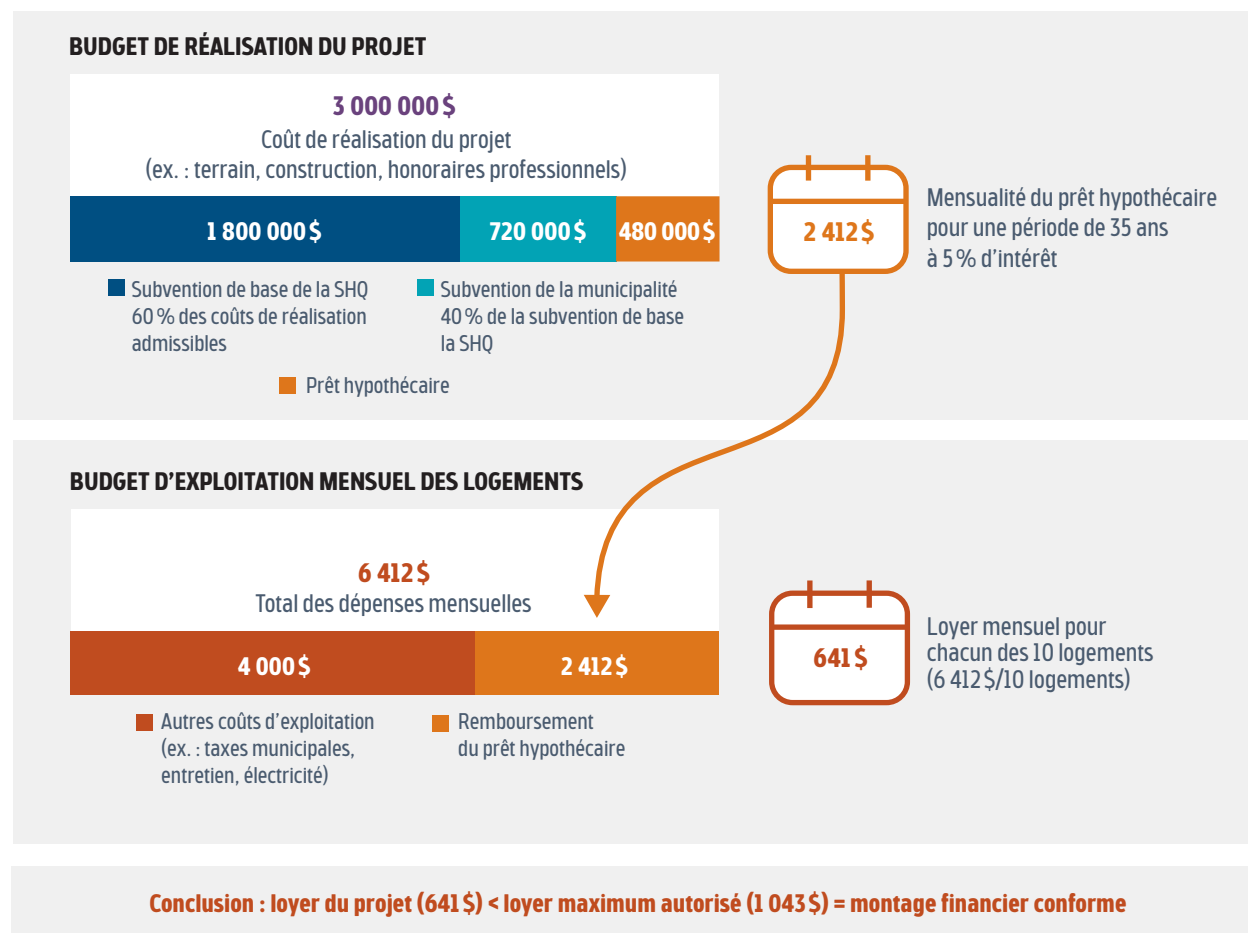 BUDGET DE RÉALISATION DU PROJET
3 000 000 $
Coût de réalisation du projet
(ex. : terrain, construction, honoraires professionnels)
1 800 000 $
720 000 $
480 000 $
Subvention de base de la SHQ
60 % des coûts de réalisation
admissibles
Subvention de la municipalité
40 % de la subvention de base
la SHQ
Prêt hypothécaire
2 412 $
Mensualité du prêt hypothécaire
pour une période de 35 ans
à 5 % d’intérêt
BUDGET D’EXPLOITATION MENSUEL DES LOGEMENTS
6 412 $
Total des dépenses mensuelles
4 000 $
2 412 $
Autres coûts d’exploitation
(ex. : taxes municipales,
entretien, électricité)
Remboursement
du prêt hypothécaire
641 $
Loyer mensuel pour
chacun des 10 logements
(6 412 $/10 logements)
Conclusion : loyer du projet (641 $) < loyer maximum autorisé (1 043 $) = montage financier conforme